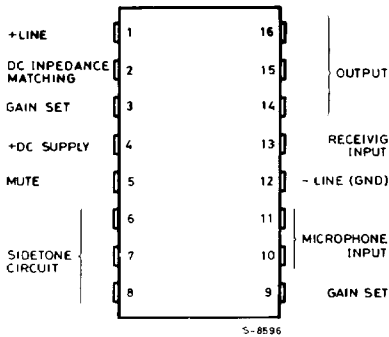 +LINE
1
16
DC INPEDANCE
MATCHING
2
15
OUTPUT
GAIN SET
3
14
+DC SUPPLY
4
13
RECEIVIG
INPUT
MUTE
5
12
- LINE (GND)
6
11
SIDETONE
CIRCUIT
7
10
MICROPHONE
INPUT
8
9
GAIN SET
S-8596